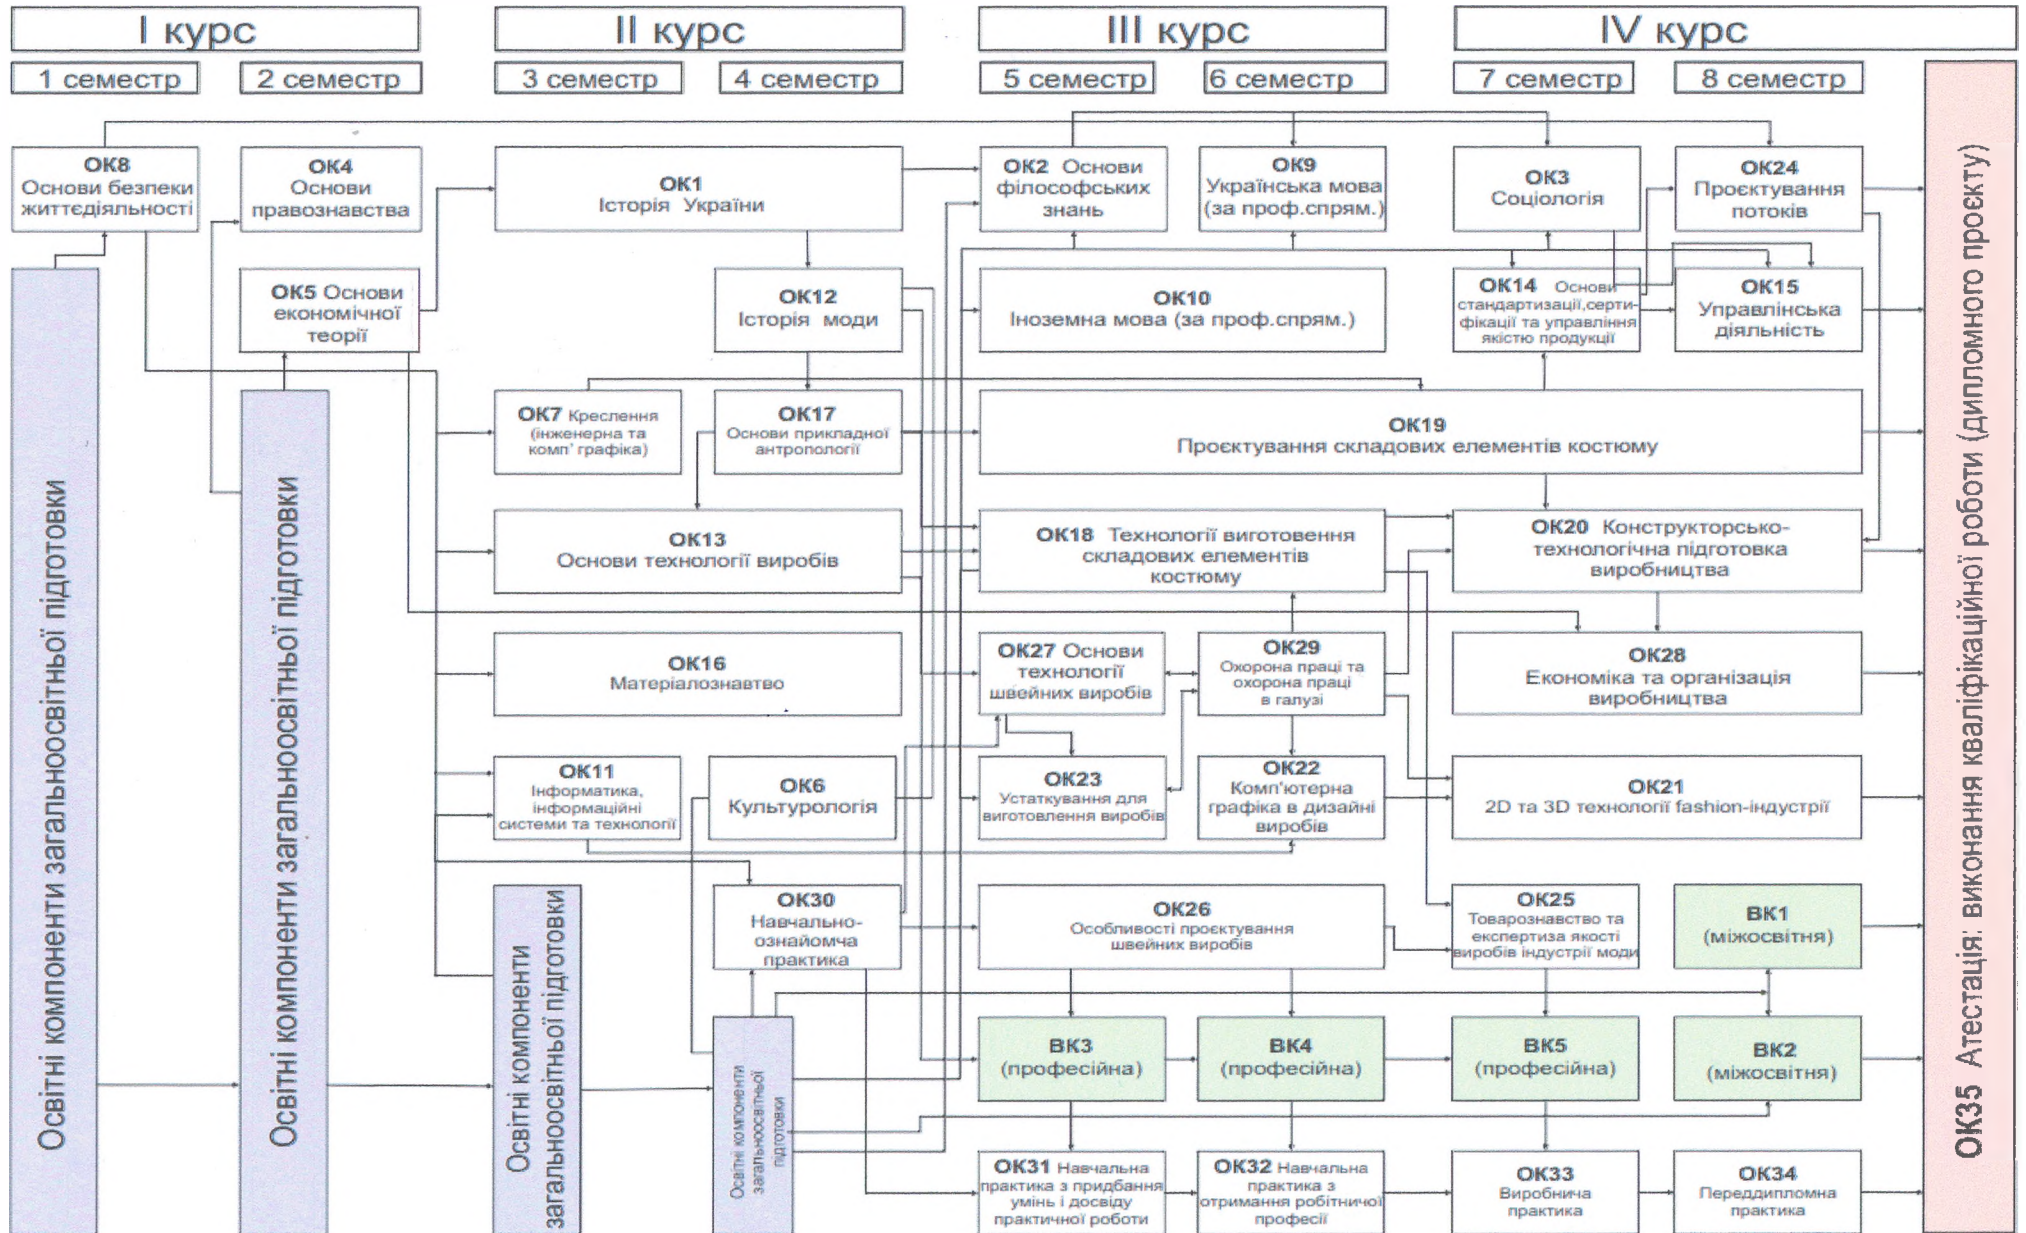 І курс
ІІ курс
ІІІ курс
IV курс
1 семестр
2 семестр
3 семестр
4 семестр
5 семестр
6 семестр
7 семестр
8 семестр
ОК8
Основи безпеки
життєдіяльності
ОК4
Основи
правознавства
ОК1
Історія України
ОК2 Основи
філософських
знань
ОК9
Українська мова
(за проф.спрям.)
ОК3
Соціологія
ОК24
Проєктування
потоків
ОК5 Основи
економічної
теорії
ОК12
Історія моди
ОК10
Іноземна мова (за проф.спрям.)
ОК14 Основи
стандартизації,серти-
фікації та управління
якістю продукції
ОК15
Управлінська
діяльність
ОК7 Креслення
(інженерна та
комп' графіка)
ОК17
Основи прикладної
антропології
ОК19
Проєктування складових елементів костюму
ОК13
Основи технології виробів
ОК18 Технології виготовення
складових елементів
костюму
ОК20 Конструкторсько-
технологічна підготовка
виробництва
ОК16
Матеріалознавтво
ОК27 Основи
технології
швейних виробів
ОК29
Охорона праці та
охорона праці
в галузі
ОК28
Економіка та організація
виробництва
ОК11
Інформатика,
інформаційні
системи та технології
ОК6
Культурологія
ОК23
Устаткування для
виготовлення виробів
ОК22
Комп'ютерна
графіка в дизайні
виробів
ОК21
2D та 3D технології fashion-індустрії
ОК30
Навчально-
ознайомча
практика
ОК26
Особливості проєктування
швейних виробів
ОК25
Товарознавство та
експертиза якості
виробів індустрії моди
ВК1
(міжосвітня)
ВК3
(професійна)
ВК4
(професійна)
ВК5
(професійна)
ВК2
(міжосвітня)
ОК31 Навчальна
практика з придбання
умінь і досвіду
практичної роботи
ОК32 Навчальна
практика з
отримання робітничої
професії
ОК33
Виробнича
практика
ОК34
Переддипломна
практика
Освітні компоненти загальноосвітньої підготовки
Освітні компоненти загальноосвітньої підготовки
Освітні компоненти
загальноосвітньої підготовки
Освітні компоненти
загальноосвітньої
підготовки
ОК35 Атестація: виконання кваліфікаційної роботи (дипломного проєкту)